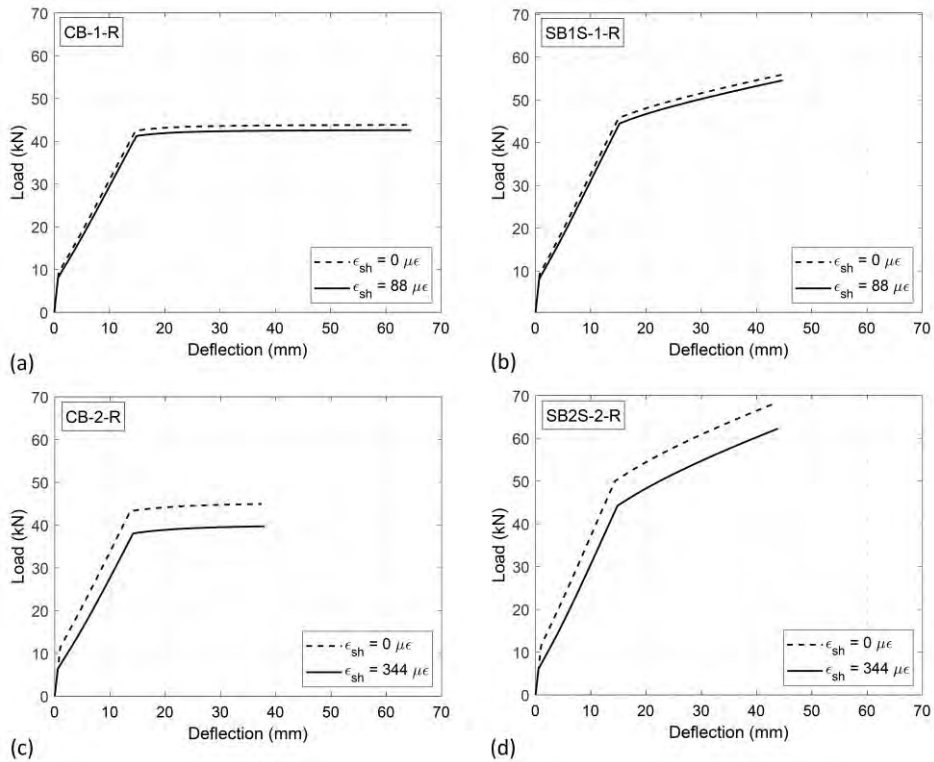 CB-1-R
70
60
50
40
30
20
10
0
Load (kN)
ϵsh = 0 μϵ
ϵsh = 88 μϵ
0 10 20 30 40 50 60 70
Deflection (mm)
(a)
SB1S-1-R
70
60
50
40
30
20
10
Load (kN)
ϵsh = 0 μϵ
ϵsh = 88 μϵ
0 10 20 30 40 50 60 70
Deflection (mm)
(b)
CB-2-R
70
60
50
40
30
20
10
0
Load (kN)
ϵsh = 0 μϵ
ϵsh = 344 μϵ
0 10 20 30 40 50 60 70
Deflection (mm)
(c)
SB2S-2-R
70
60
50
40
30
20
10
0
Load (kN)
ϵsh = 0 μϵ
ϵsh = 344 μϵ
0 10 20 30 40 50 60 70
Deflection (mm)
(d)